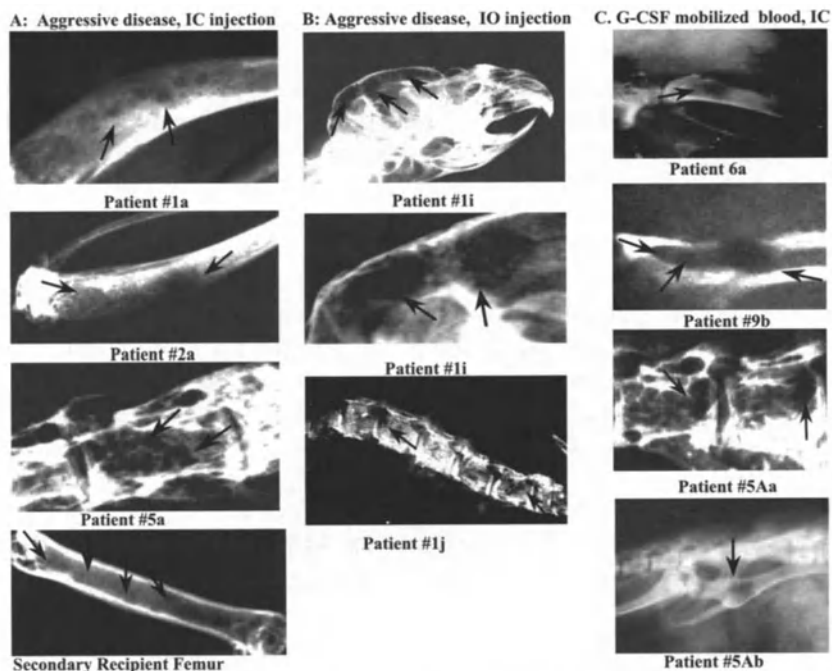 A: Aggressive disease, IC injection
Patient #1a
Patient #2a
Patient #5a
Secondary Recipient Femur
B: Aggressive disease, IO injection
Patient #1i
Patient #1i
Patient #1j
C. G-CSF mobilized blood, IC
Patient 6a
Patient #9b
Patient #5Aa
Patient #5Ab